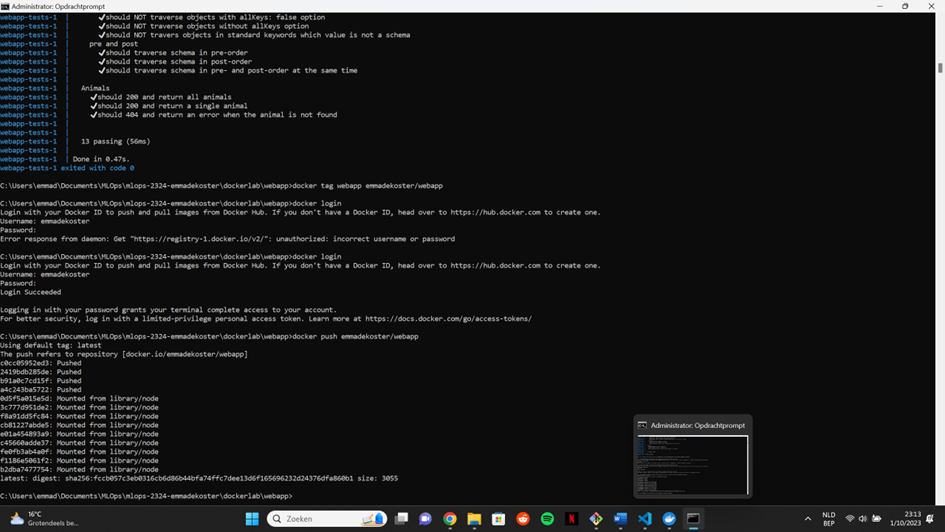 Administrator: Opdrachtprompt
webapp-tests-1 | ✔should NOT traverse objects with allKeys: false option
webapp-tests-1 | ✔should NOT traverse objects without allKeys option
webapp-tests-1 | ✔should NOT travers objects in standard keywords which value is not a schema
webapp-tests-1 | pre and post
webapp-tests-1 | ✔should traverse schema in pre-order
webapp-tests-1 | ✔should traverse schema in post-order
webapp-tests-1 | ✔should traverse schema in pre- and post-order at the same time
webapp-tests-1 |
webapp-tests-1 |
webapp-tests-1 | Animals
webapp-tests-1 | ✔should 200 and return all animals
webapp-tests-1 | ✔should 200 and return a single animal
webapp-tests-1 | ✔should 404 and return an error when the animal is not found
webapp-tests-1 |
webapp-tests-1 |
webapp-tests-1 | 13 passing (56ms)
webapp-tests-1 |
webapp-tests-1 | Done in 0.47s.
webapp-tests-1 exited with code 0
C:\Users\emmad\Documents\MLOps\mlops-2324-emmadekoster\dockerlab\webapp>docker tag webapp emmadekoster/webapp
C:\Users\emmad\Documents\MLOps\mlops-2324-emmadekoster\dockerlab\webapp>docker login
Login with your Docker ID to push and pull images from Docker Hub. If you don't have a Docker ID, head over to https://hub.docker.com to create one.
Username: emmadekoster
Password:
Error response from daemon: Get "https://registry-1.docker.io/v2/": unauthorized: incorrect username or password
C:\Users\emmad\Documents\MLOps\mlops-2324-emmadekoster\dockerlab\webapp>docker login
Login with your Docker ID to push and pull images from Docker Hub. If you don't have a Docker ID, head over to https://hub.docker.com to create one.
Username: emmadekoster
Password:
Login Succeeded
Logging in with your password grants your terminal complete access to your account.
For better security, log in with a limited-privilege personal access token. Learn more at https://docs.docker.com/go/access-tokens/
C:\Users\emmad\Documents\MLOps\mlops-2324-emmadekoster\dockerlab\webapp>docker push emmadekoster/webapp
Using default tag: latest
The push refers to repository [docker.io/emmadekoster/webapp]
c0cc05952ed3: Pushed
2419bdb285de: Pushed
b91a0c7cd15f: Pushed
a4c243ba5722: Pushed
0d5f5a015e5d: Mounted from library/node
3c777d951de2: Mounted from library/node
f8a91dd5fc84: Mounted from library/node
cb81227abde5: Mounted from library/node
e01a454893a9: Mounted from library/node
c45660adde37: Mounted from library/node
fe0fb3ab4a0f: Mounted from library/node
f1186e5061f2: Mounted from library/node
b2dba7477754: Mounted from library/node
latest: digest: sha256:fccb057c3eb0316cb6d86b44bfa74ffc7dee13d6f165696232d24376dfa860b1 size: 3055
C:\Users\emmad\Documents\MLOps\mlops-2324-emmadekoster\dockerlab\webapp>
Administrator: Opdrachtprompt
16°C
Grotendeels be...
Zoeken
NLD
BEP
23:13
1/10/2023